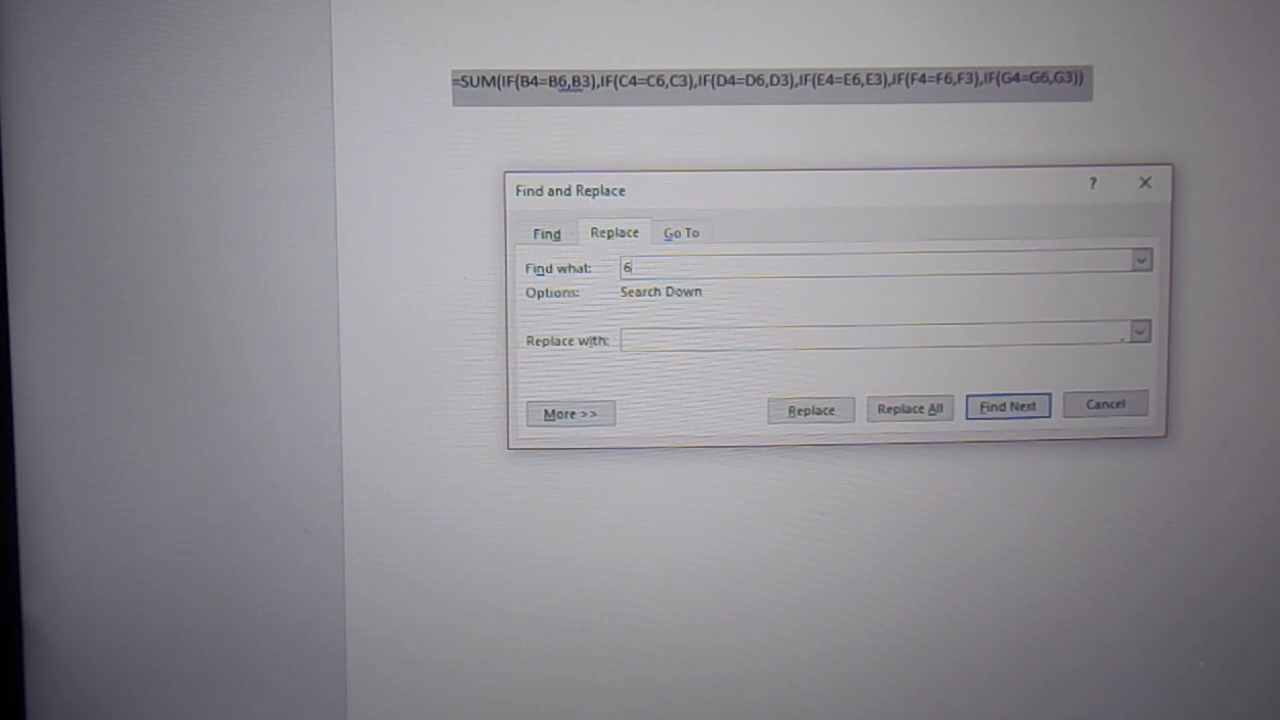 =SUM(IF(B4=B6,B3),IF(C4=C6,C3),IF(D4=D6,D3),IF(E4=E6,E3),IF(F4=F6,F3),IF(G4=G6,G3))
Find and Replace ?
Find Replace Go To
Find what: 6
Options: Search Down
Replace with:
More >> Replace Replace All Find Next Cancel